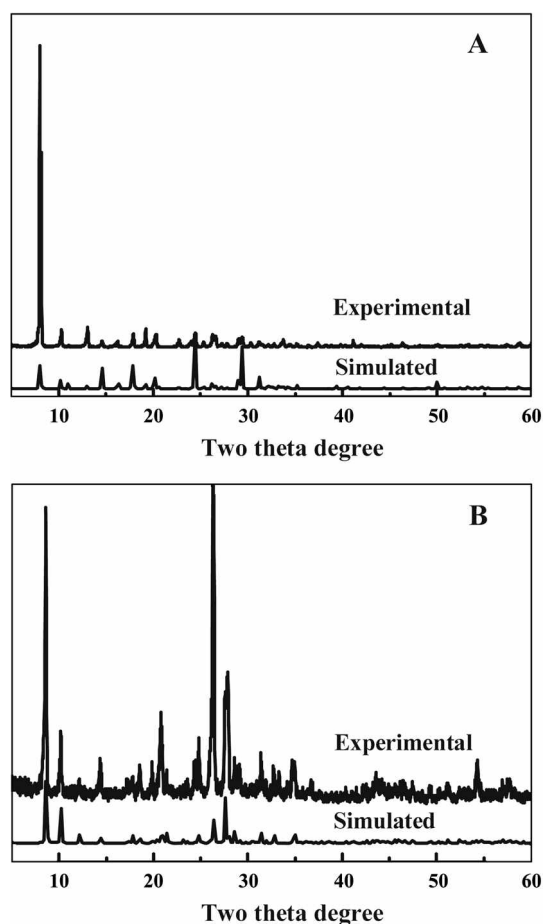 A
Experimental
Simulated
10 20 30 40 50 60
Two theta degree
B
Experimental
Simulated
10 20 30 40 50 60
Two theta degree